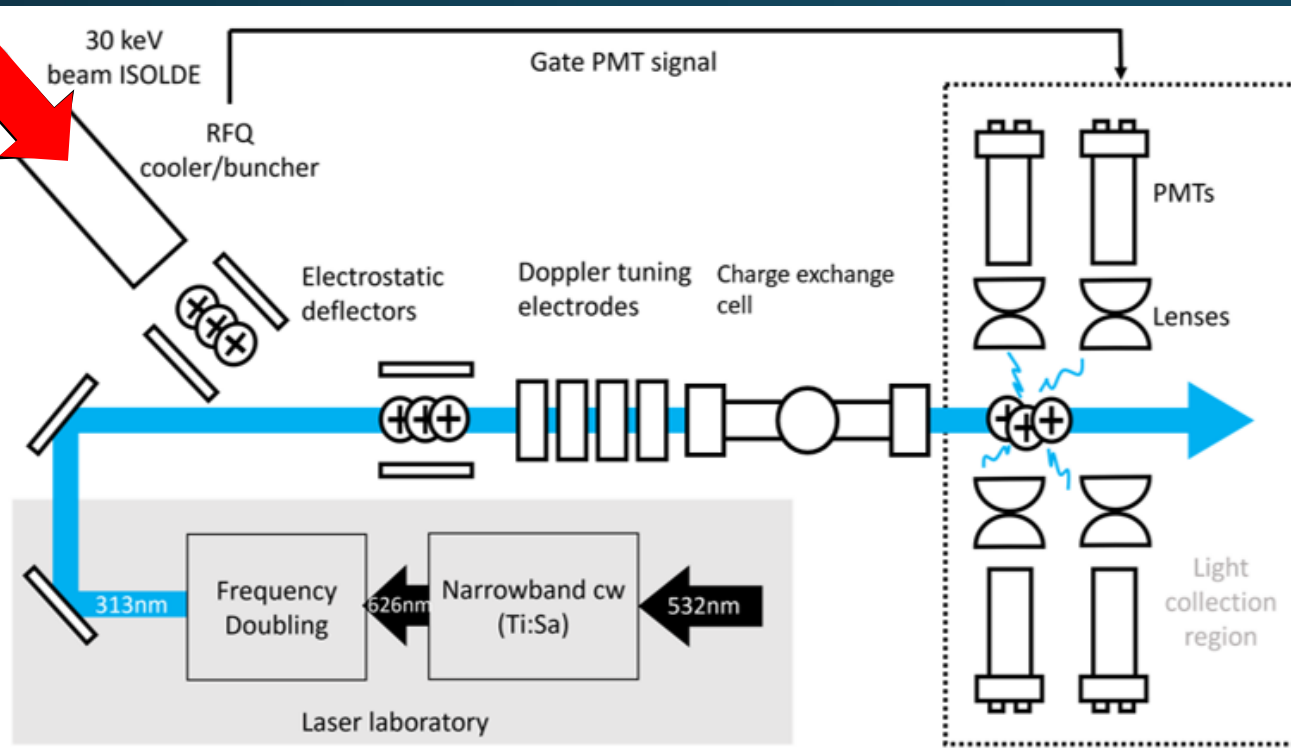 30 keV
beam ISOLDE
Gate PMT signal
RFQ
cooler/buncher
PMTs
Electrostatic
deflectors
Doppler tuning
electrodes
Charge exchange
cell
Lenses
+++
+++
+++
313nm
Frequency
Doubling
626nm
Narrowband cw
(Ti:Sa)
532nm
Light
collection
region
Laser laboratory